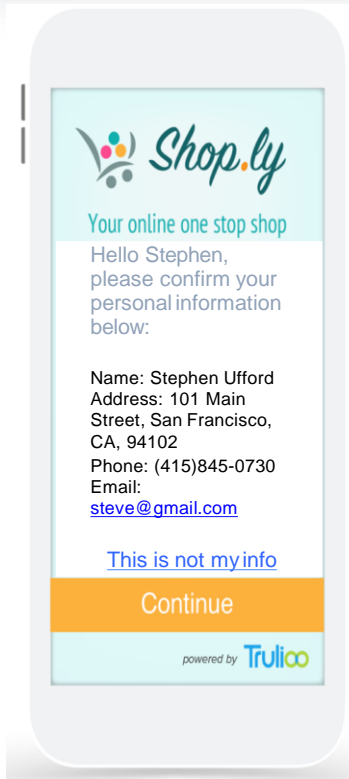 Shop.ly
Your online one stop shop
Hello Stephen,
please confirm your
personal information
below:
Name: Stephen Ufford
Address: 101 Main
Street, San Francisco,
CA, 94102
Phone: (415)845-0730
Email:
steve@gmail.com
This is not my info
Continue
powered by Trulioo